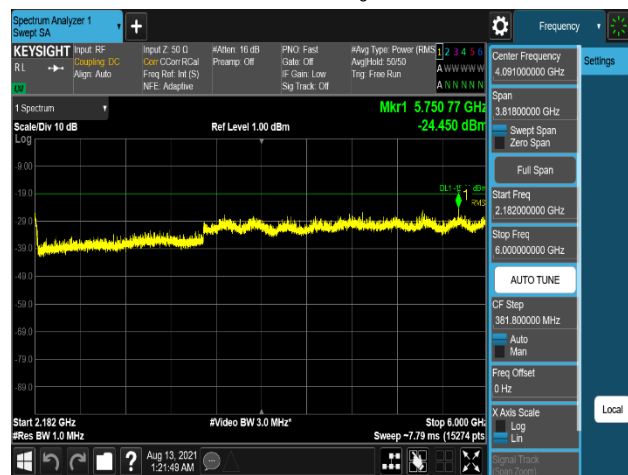 Spectrum Analyzer 1
Swept SA
+
Frequency
KEYSIGHT
R L
LM
Input: RF
Coupling: DC
Align: Auto
Input Z: 50 Ω
Corr CCorr RCal
Freq Ref: Int (S)
NFE: Adaptive
#Atten: 16 dB
Preamp: Off
PNO: Fast
Gate: Off
IF Gain: Low
Sig Track: Off
#Avg Type: Power (RMS
Avg|Hold: 50/50
Trig: Free Run
1 2 3 4 5 6
A W W W W W
A N N N N N
Center Frequency
4.091000000 GHz
Settings
1 Spectrum
Mkr1 5.750 77 GHz
-24.450 dBm
Scale/Div 10 dB
Ref Level 1.00 dBm
Log
-9.00
-19.0
-29.0
-39.0
-49.0
-59.0
-69.0
-79.0
-89.0
1
RMS
Start 2.182 GHz
#Video BW 3.0 MHz*
Stop 6.000 GHz
#Res BW 1.0 MHz
Sweep ~7.79 ms (15274 pts
Span
3.81800000 GHz
Swept Span
Zero Span
Full Span
Start Freq
2.182000000 GHz
Stop Freq
6.000000000 GHz
AUTO TUNE
CF Step
381.800000 MHz
Auto
Man
Freq Offset
0 Hz
X Axis Scale
Log
Lin
Local
Signal Track
(Span Zoom)
?
Aug 13, 2021
1:21:49 AM